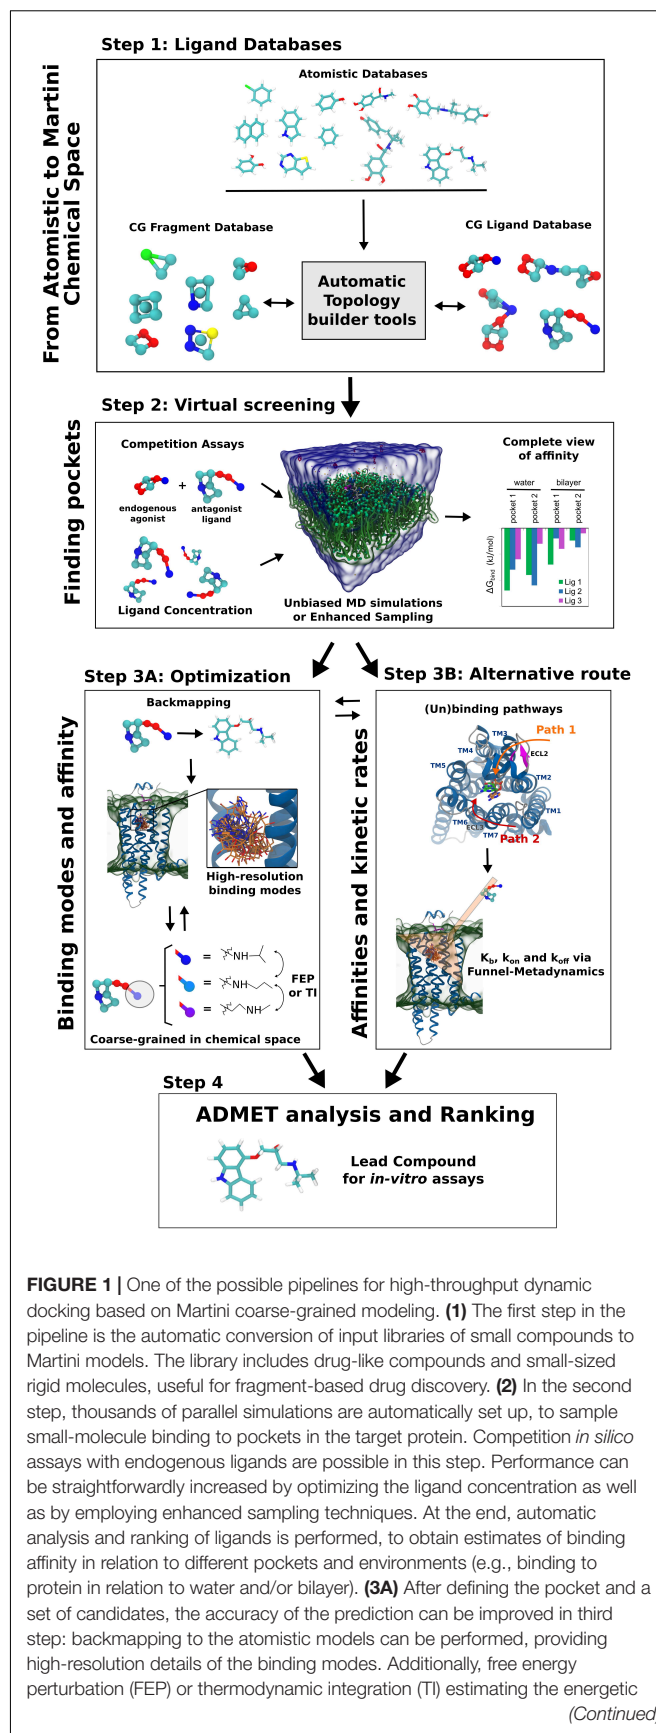 Step 1: Ligand Databases
From Atomistic to Martini
Chemical Space
Atomistic Databases
CG Fragment Database
CG Ligand Database
Automatic
Topology
builder tools
Step 2: Virtual screening
Finding pockets
Competition Assays
+
endogenous
agonist
antagonist
ligand
Ligand Concentration
Unbiased MD simulations
or Enhanced Sampling
Complete view
of affinity
water
bilayer
pocket 1
pocket 2
pocket 1
pocket 2
ΔGbind (kJ/mol)
Lig 1
Lig 2
Lig 3
Step 3A: Optimization
Binding modes and affinity
Backmapping
High-resolution
binding modes
= NH
= NH
= NH
FEP
or TI
Coarse-grained in chemical space
Step 3B: Alternative route
Affinities and kinetic rates
(Un)binding pathways
TM3
Path 1
TM4
ECL2
TM5
TM2
TM1
TM6
ECL3
TM7
Path 2
Kb, kon and koff via
Funnel-Metadynamics
Step 4
ADMET analysis and Ranking
Lead Compound
for in-vitro assays
FIGURE 1 | One of the possible pipelines for high-throughput dynamic
docking based on Martini coarse-grained modeling. (1) The first step in the
pipeline is the automatic conversion of input libraries of small compounds to
Martini models. The library includes drug-like compounds and small-sized
rigid molecules, useful for fragment-based drug discovery. (2) In the second
step, thousands of parallel simulations are automatically set up, to sample
small-molecule binding to pockets in the target protein. Competition in silico
assays with endogenous ligands are possible in this step. Performance can
be straightforwardly increased by optimizing the ligand concentration as well
as by employing enhanced sampling techniques. At the end, automatic
analysis and ranking of ligands is performed, to obtain estimates of binding
affinity in relation to different pockets and environments (e.g., binding to
protein in relation to water and/or bilayer). (3A) After defining the pocket and a
set of candidates, the accuracy of the prediction can be improved in third
step: backmapping to the atomistic models can be performed, providing
high-resolution details of the binding modes. Additionally, free energy
perturbation (FEP) or thermodynamic integration (TI) estimating the energetic
(Continued)